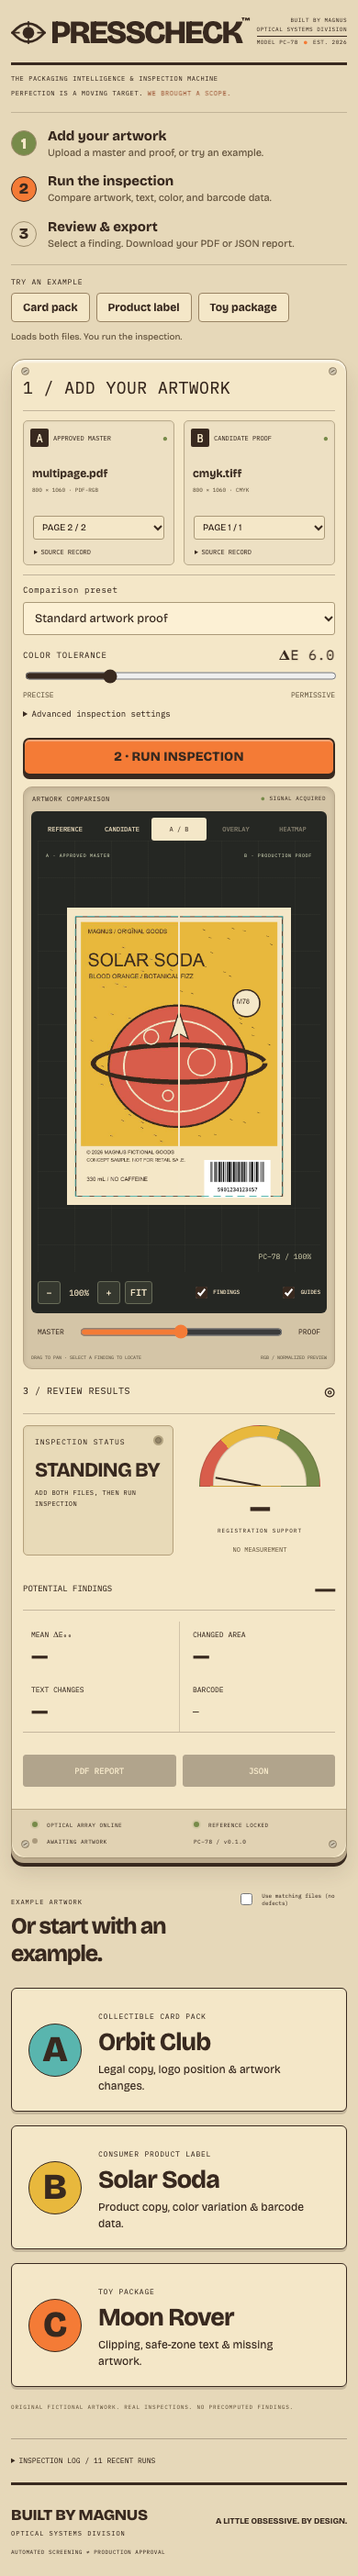 PRESSCHECK™
BUILT BY MAGNUS
OPTICAL SYSTEMS DIVISION
MODEL PC-78 ● EST. 2026
THE PACKAGING INTELLIGENCE & INSPECTION MACHINE
PERFECTION IS A MOVING TARGET. WE BROUGHT A SCOPE.
1
Add your artwork
Upload a master and proof, or try an example.
2
Run the inspection
Compare artwork, text, color, and barcode data.
3
Review & export
Select a finding. Download your PDF or JSON report.
TRY AN EXAMPLE
Card pack
Product label
Toy package
Loads both files. You run the inspection.
1 / ADD YOUR ARTWORK
A APPROVED MASTER
multipage.pdf
800 × 1060 · PDF-RGB
PAGE 2 / 2
▶ SOURCE RECORD
B CANDIDATE PROOF
cmyk.tiff
800 × 1060 · CMYK
PAGE 1 / 1
▶ SOURCE RECORD
Comparison preset
Standard artwork proof
COLOR TOLERANCE ΔE 6.0
PRECISE PERMISSIVE
▶ Advanced inspection settings
2 · RUN INSPECTION
ARTWORK COMPARISON SIGNAL ACQUIRED
REFERENCE CANDIDATE A / B OVERLAY HEATMAP
A · APPROVED MASTER B · PRODUCTION PROOF
MAGNUS / ORIGINAL GOODS
SOLAR SODA
BLOOD ORANGE / BOTANICAL FIZZ
M78
© 2026 MAGNUS FICTIONAL GOODS
CONCEPT SAMPLE. NOT FOR RETAIL SALE.
330 mL / NO CAFFEINE
5901234123457
PC-78 / 100%
− 100% + FIT FINDINGS GUIDES
MASTER PROOF
DRAG TO PAN · SELECT A FINDING TO LOCATE RGB / NORMALIZED PREVIEW
3 / REVIEW RESULTS
INSPECTION STATUS
STANDING BY
ADD BOTH FILES, THEN RUN
INSPECTION
—
REGISTRATION SUPPORT
NO MEASUREMENT
POTENTIAL FINDINGS —
MEAN ΔE₀₀
—
CHANGED AREA
—
TEXT CHANGES
—
BARCODE
—
PDF REPORT
JSON
OPTICAL ARRAY ONLINE
REFERENCE LOCKED
AWAITING ARTWORK
PC-78 / v0.1.0
EXAMPLE ARTWORK
Or start with an
example.
Use matching files (no
defects)
A
COLLECTIBLE CARD PACK
Orbit Club
Legal copy, logo position & artwork
changes.
B
CONSUMER PRODUCT LABEL
Solar Soda
Product copy, color variation & barcode
data.
C
TOY PACKAGE
Moon Rover
Clipping, safe-zone text & missing
artwork.
ORIGINAL FICTIONAL ARTWORK. REAL INSPECTIONS. NO PRECOMPUTED FINDINGS.
▶ INSPECTION LOG / 11 RECENT RUNS
BUILT BY MAGNUS
OPTICAL SYSTEMS DIVISION
A LITTLE OBSESSIVE. BY DESIGN.
AUTOMATED SCREENING ≠ PRODUCTION APPROVAL